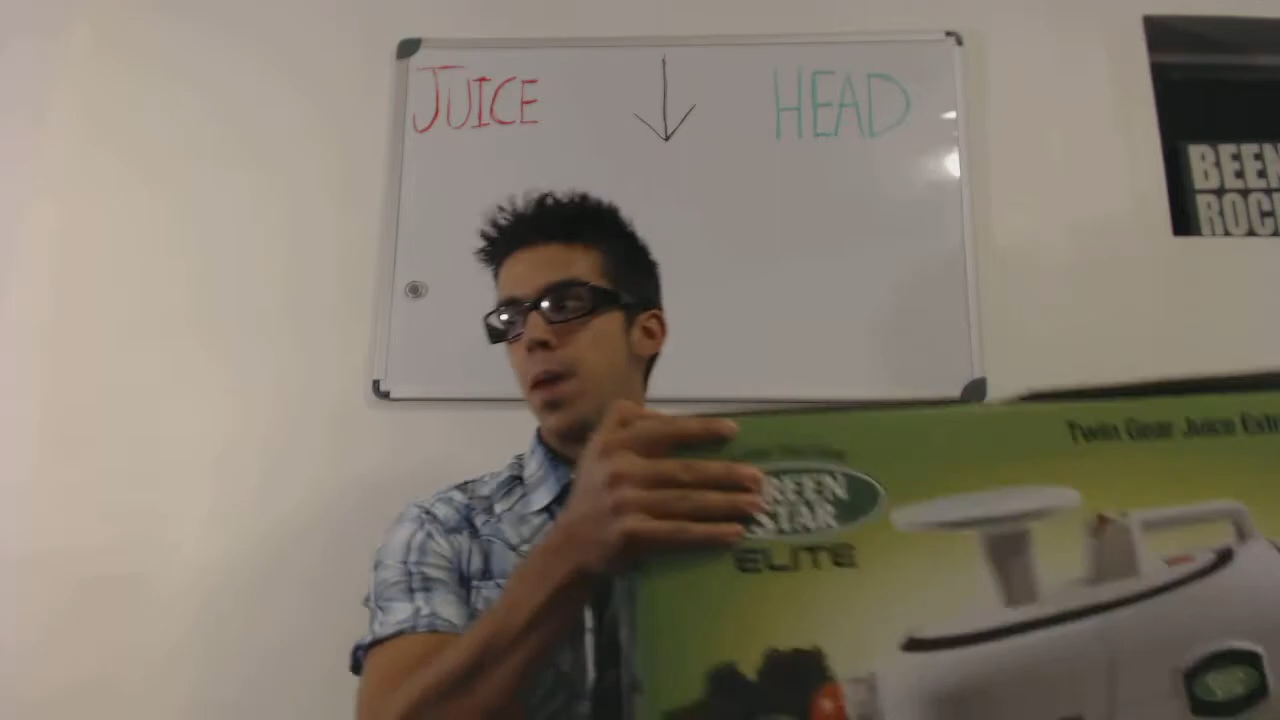 JUICE
HEAD
BEEN
ROC
Twin Gear Juice Extr
GREEN
STAR
ELITE